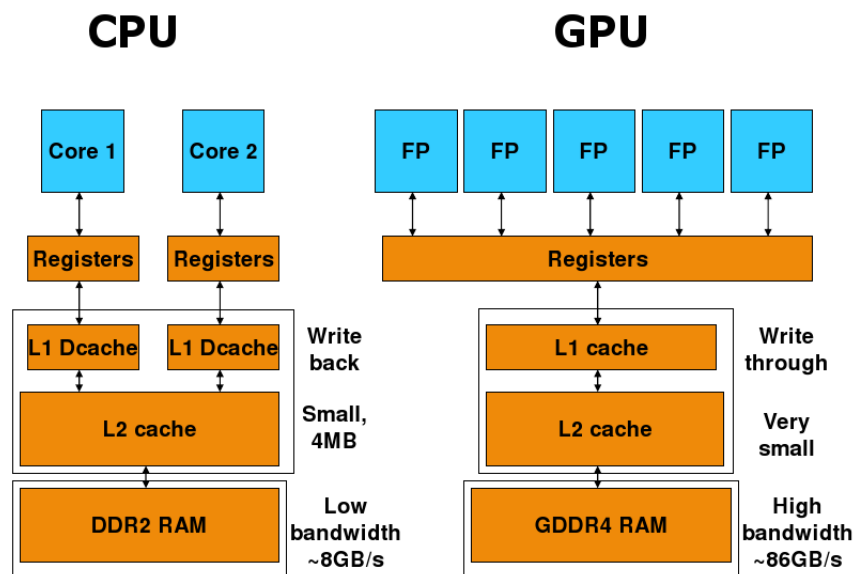 CPU
GPU
Core 1
Core 2
FP
FP
FP
FP
FP
Registers
Registers
Registers
L1 Dcache
L1 Dcache
Write
back
L1 cache
Write
through
L2 cache
Small,
4MB
L2 cache
Very
small
DDR2 RAM
Low
bandwidth
~8GB/s
GDDR4 RAM
High
bandwidth
~86GB/s